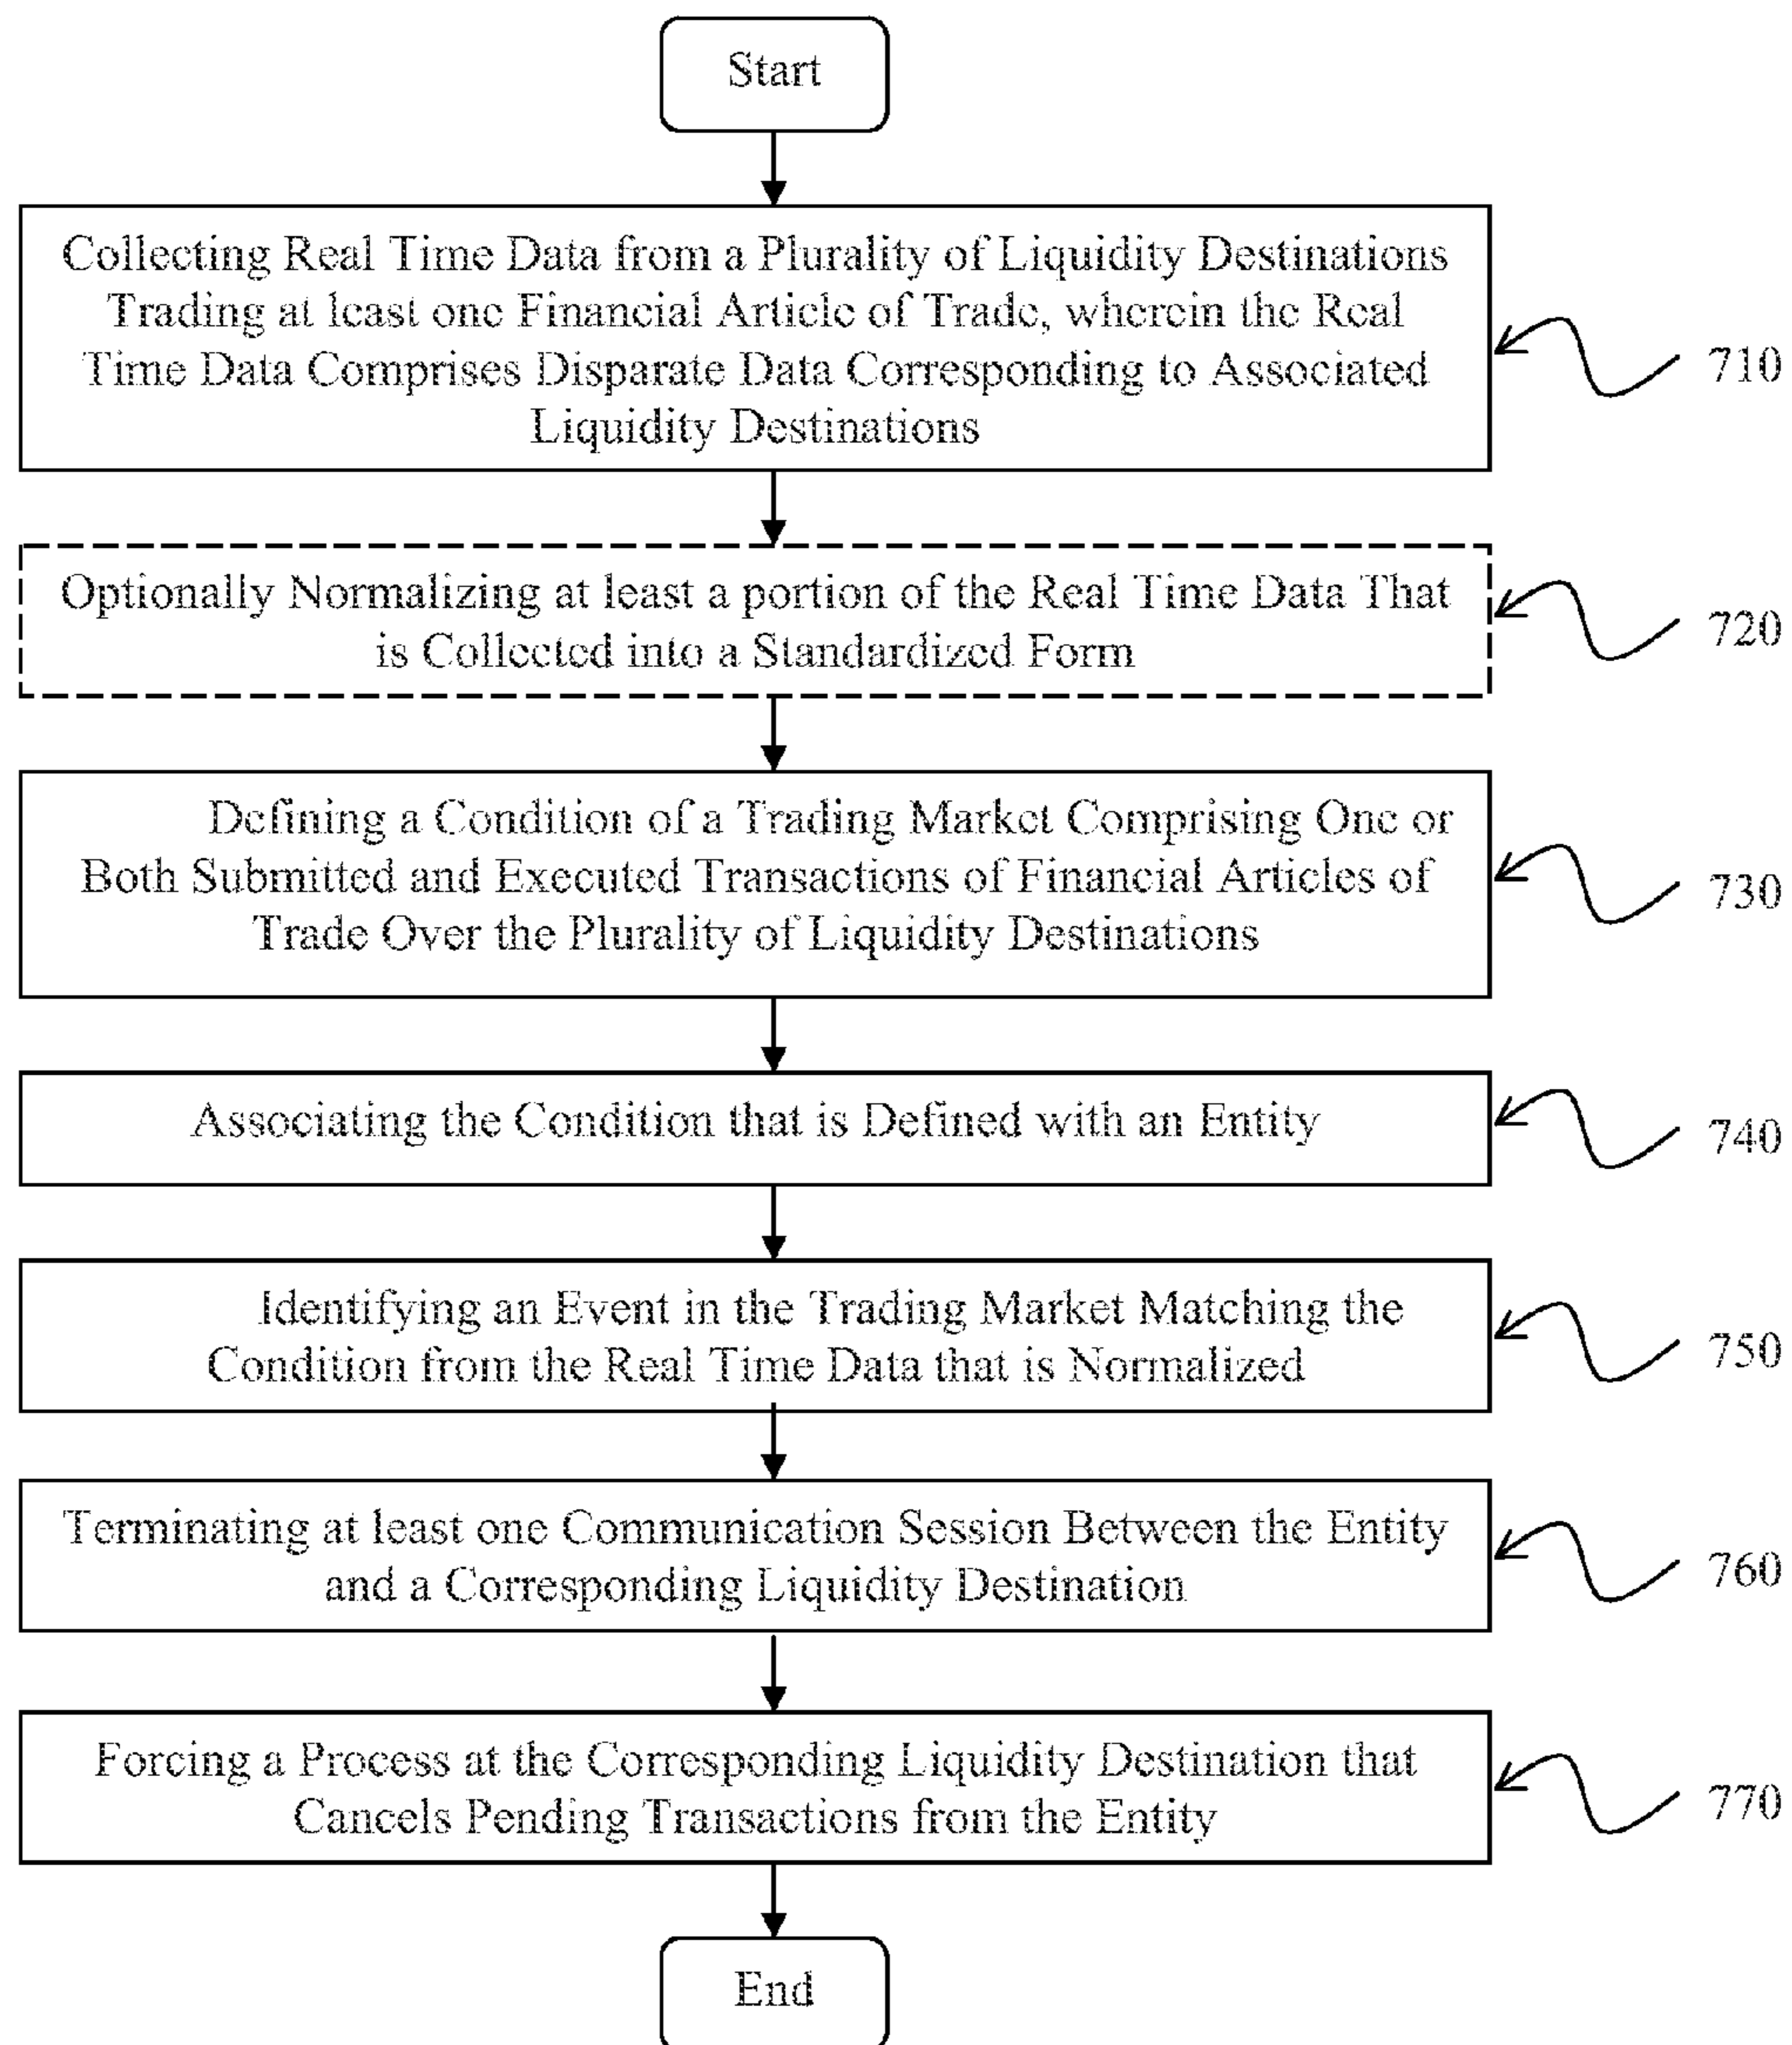 Start
Collecting Real Time Data from a Plurality of Liquidity Destinations
Trading at least one Financial Article of Trade, wherein the Real
Time Data Comprises Disparate Data Corresponding to Associated
Liquidity Destinations
710
Optionally Normalizing at least a portion of the Real Time Data That
is Collected into a Standardized Form
720
Defining a Condition of a Trading Market Comprising One or
Both Submitted and Executed Transactions of Financial Articles of
Trade Over the Plurality of Liquidity Destinations
730
Associating the Condition that is Defined with an Entity
740
Identifying an Event in the Trading Market Matching the
Condition from the Real Time Data that is Normalized
750
Terminating at least one Communication Session Between the Entity
and a Corresponding Liquidity Destination
760
Forcing a Process at the Corresponding Liquidity Destination that
Cancels Pending Transactions from the Entity
770
End